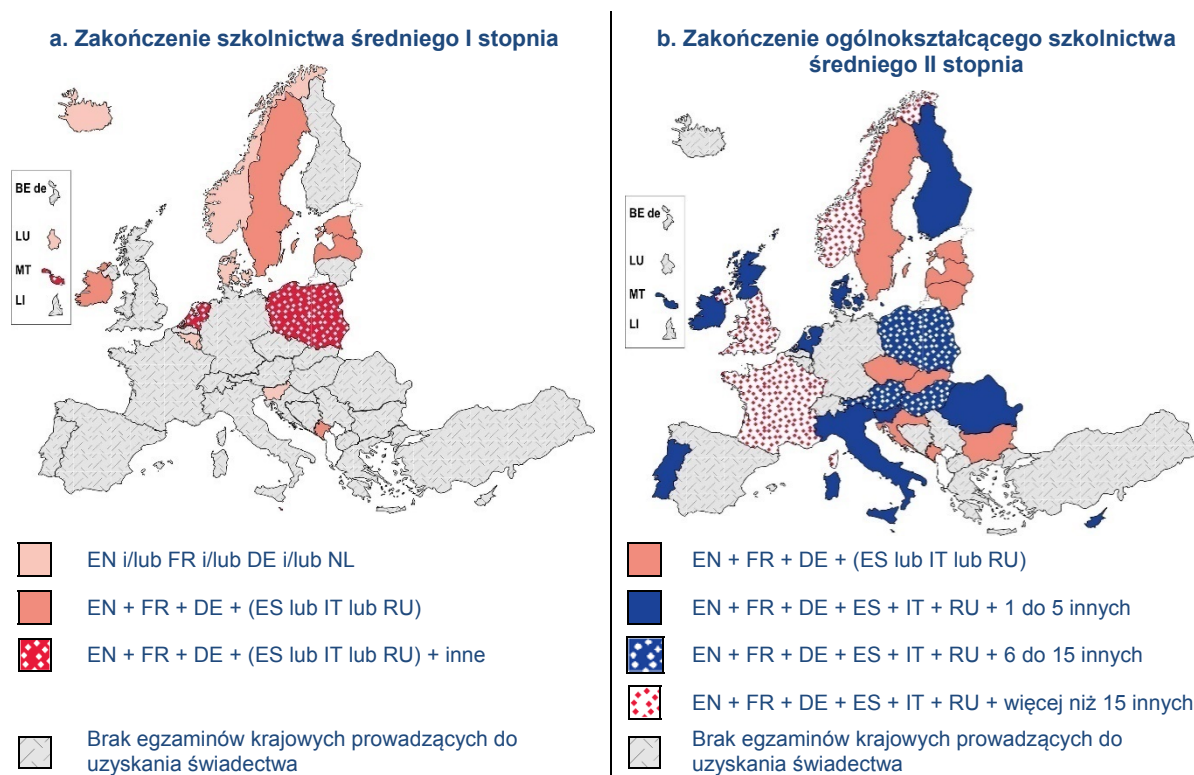 a. Zakończenie szkolnictwa średniego I stopnia
BE de
LU
MT
LI
EN i/lub FR i/lub DE i/lub NL
EN + FR + DE + (ES lub IT lub RU)
EN + FR + DE + (ES lub IT lub RU) + inne
Brak egzaminów krajowych prowadzących do
uzyskania świadectwa
b. Zakończenie ogólnokształcącego szkolnictwa
średniego II stopnia
BE de
LU
MT
LI
EN + FR + DE + (ES lub IT lub RU)
EN + FR + DE + ES + IT + RU + 1 do 5 innych
EN + FR + DE + ES + IT + RU + 6 do 15 innych
EN + FR + DE + ES + IT + RU + więcej niż 15 innych
Brak egzaminów krajowych prowadzących do
uzyskania świadectwa